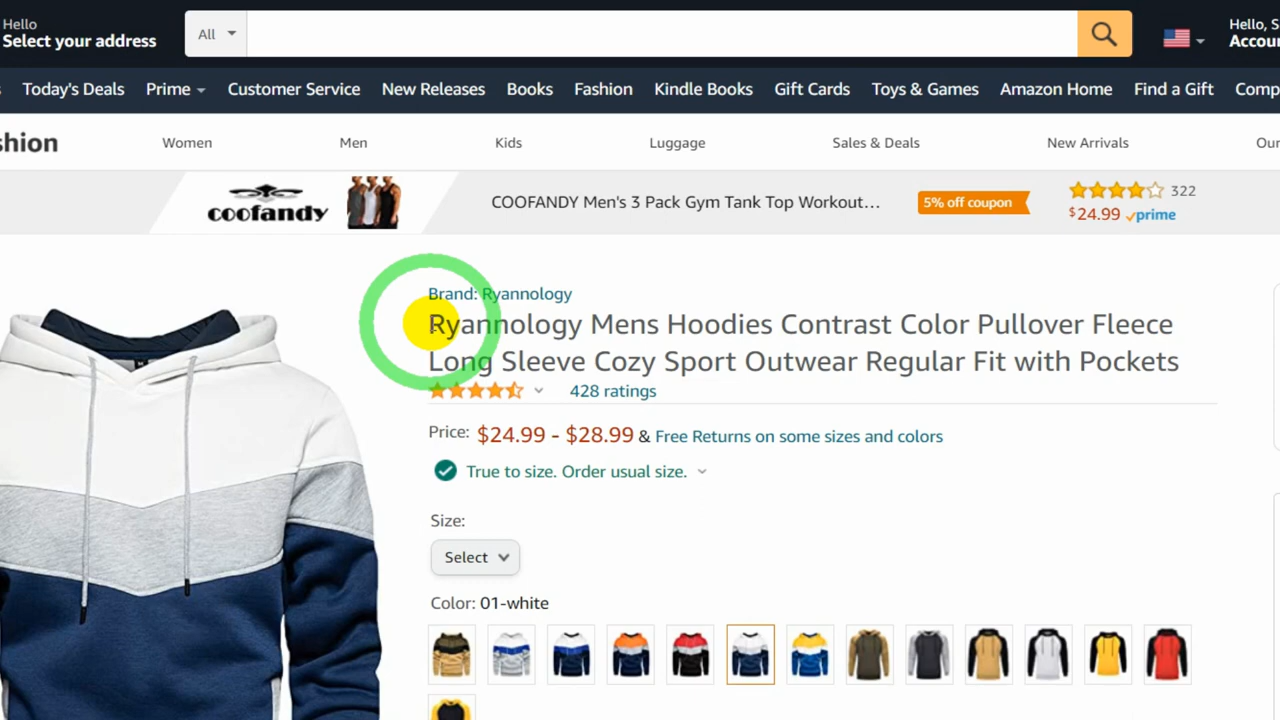 Hello
Select your address
All
Hello, S
Accoun
Today's Deals Prime Customer Service New Releases Books Fashion Kindle Books Gift Cards Toys & Games Amazon Home Find a Gift Comp
shion Women Men Kids Luggage Sales & Deals New Arrivals Our
coofandy
COOFANDY Men's 3 Pack Gym Tank Top Workout...
5% off coupon
322
$24.99 prime
Brand: Ryannology
Ryannology Mens Hoodies Contrast Color Pullover Fleece
Long Sleeve Cozy Sport Outwear Regular Fit with Pockets
428 ratings
Price: $24.99 - $28.99 & Free Returns on some sizes and colors
True to size. Order usual size.
Size:
Select
Color: 01-white